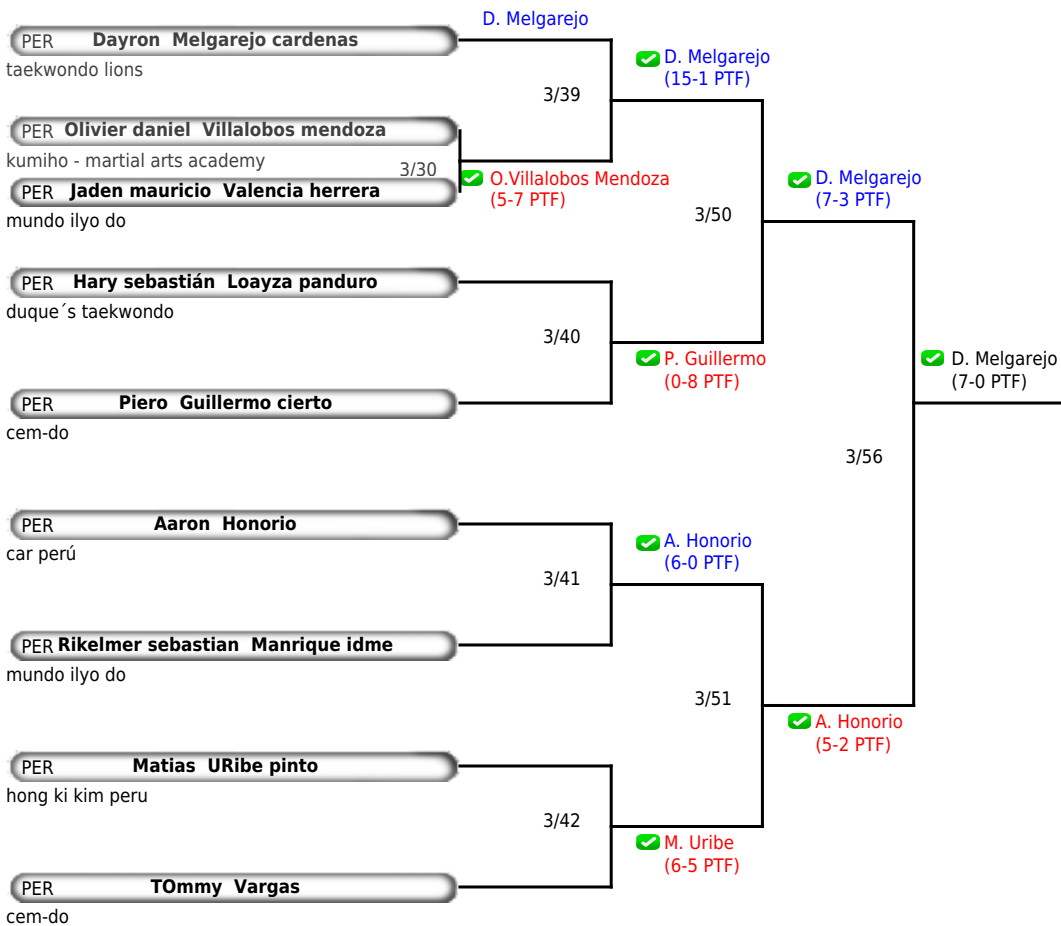 D. Melgarejo
PER Dayron Melgarejo cardenas
taekwondo lions
D. Melgarejo
(15-1 PTF)
3/39
PER Olivier daniel Villalobos mendoza
kumiho - martial arts academy
3/30
O.Villalobos Mendoza
(5-7 PTF)
PER Jaden mauricio Valencia herrera
mundo ilyo do
D. Melgarejo
(7-3 PTF)
3/50
PER Hary sebastián Loayza panduro
duque´s taekwondo
3/40
P. Guillermo
(0-8 PTF)
D. Melgarejo
(7-0 PTF)
PER Piero Guillermo cierto
cem-do
3/56
PER Aaron Honorio
car perú
A. Honorio
(6-0 PTF)
3/41
PER Rikelmer sebastian Manrique idme
mundo ilyo do
3/51
A. Honorio
(5-2 PTF)
PER Matias URibe pinto
hong ki kim peru
3/42
M. Uribe
(6-5 PTF)
PER TOmmy Vargas
cem-do